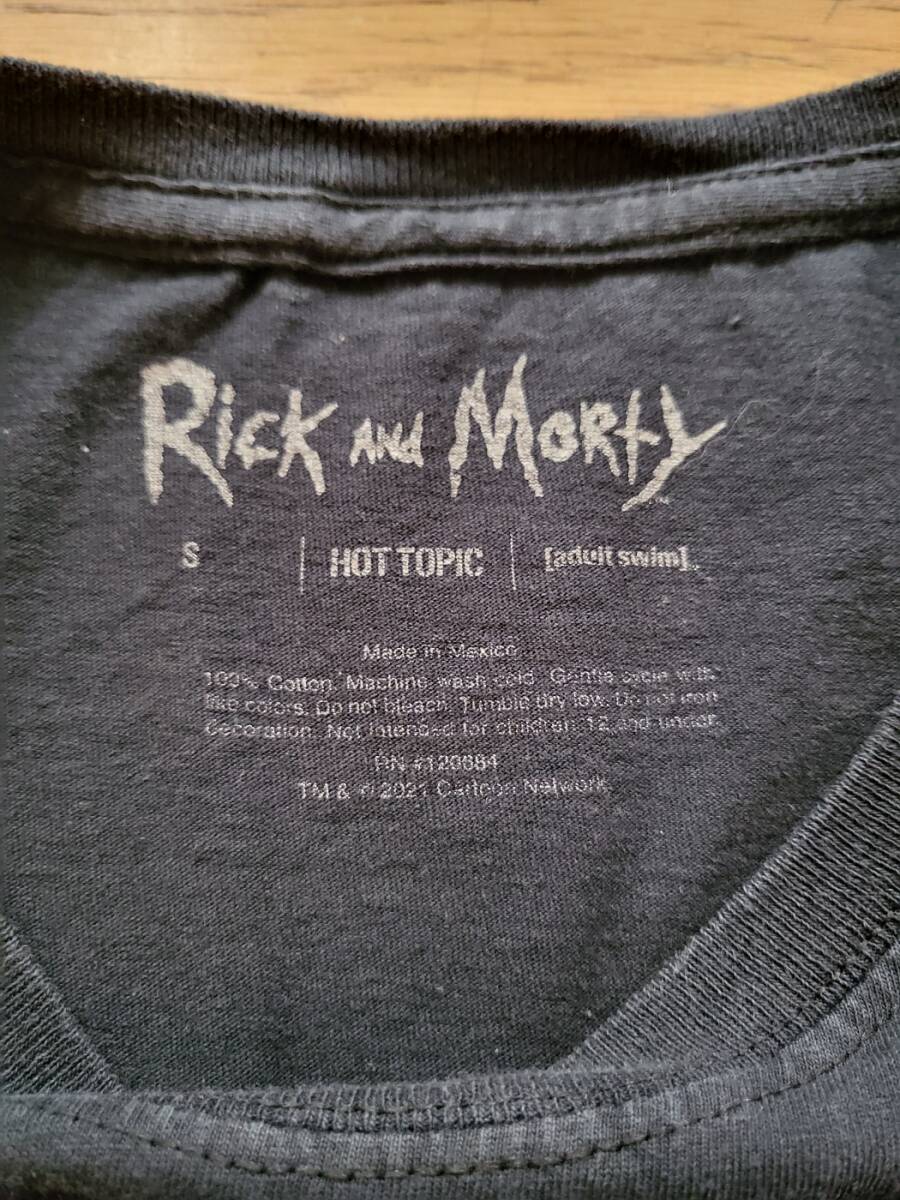 Rick and Morty
S | HOT TOPIC | [adult swim].
Made in Mexico
100% Cotton. Machine wash cold. Gentle cycle with
like colors. Do not bleach. Tumble dry low. Do not iron
decoration. Not intended for children 12 and under.
RN #120884
TM & © 2021 Cartoon Network